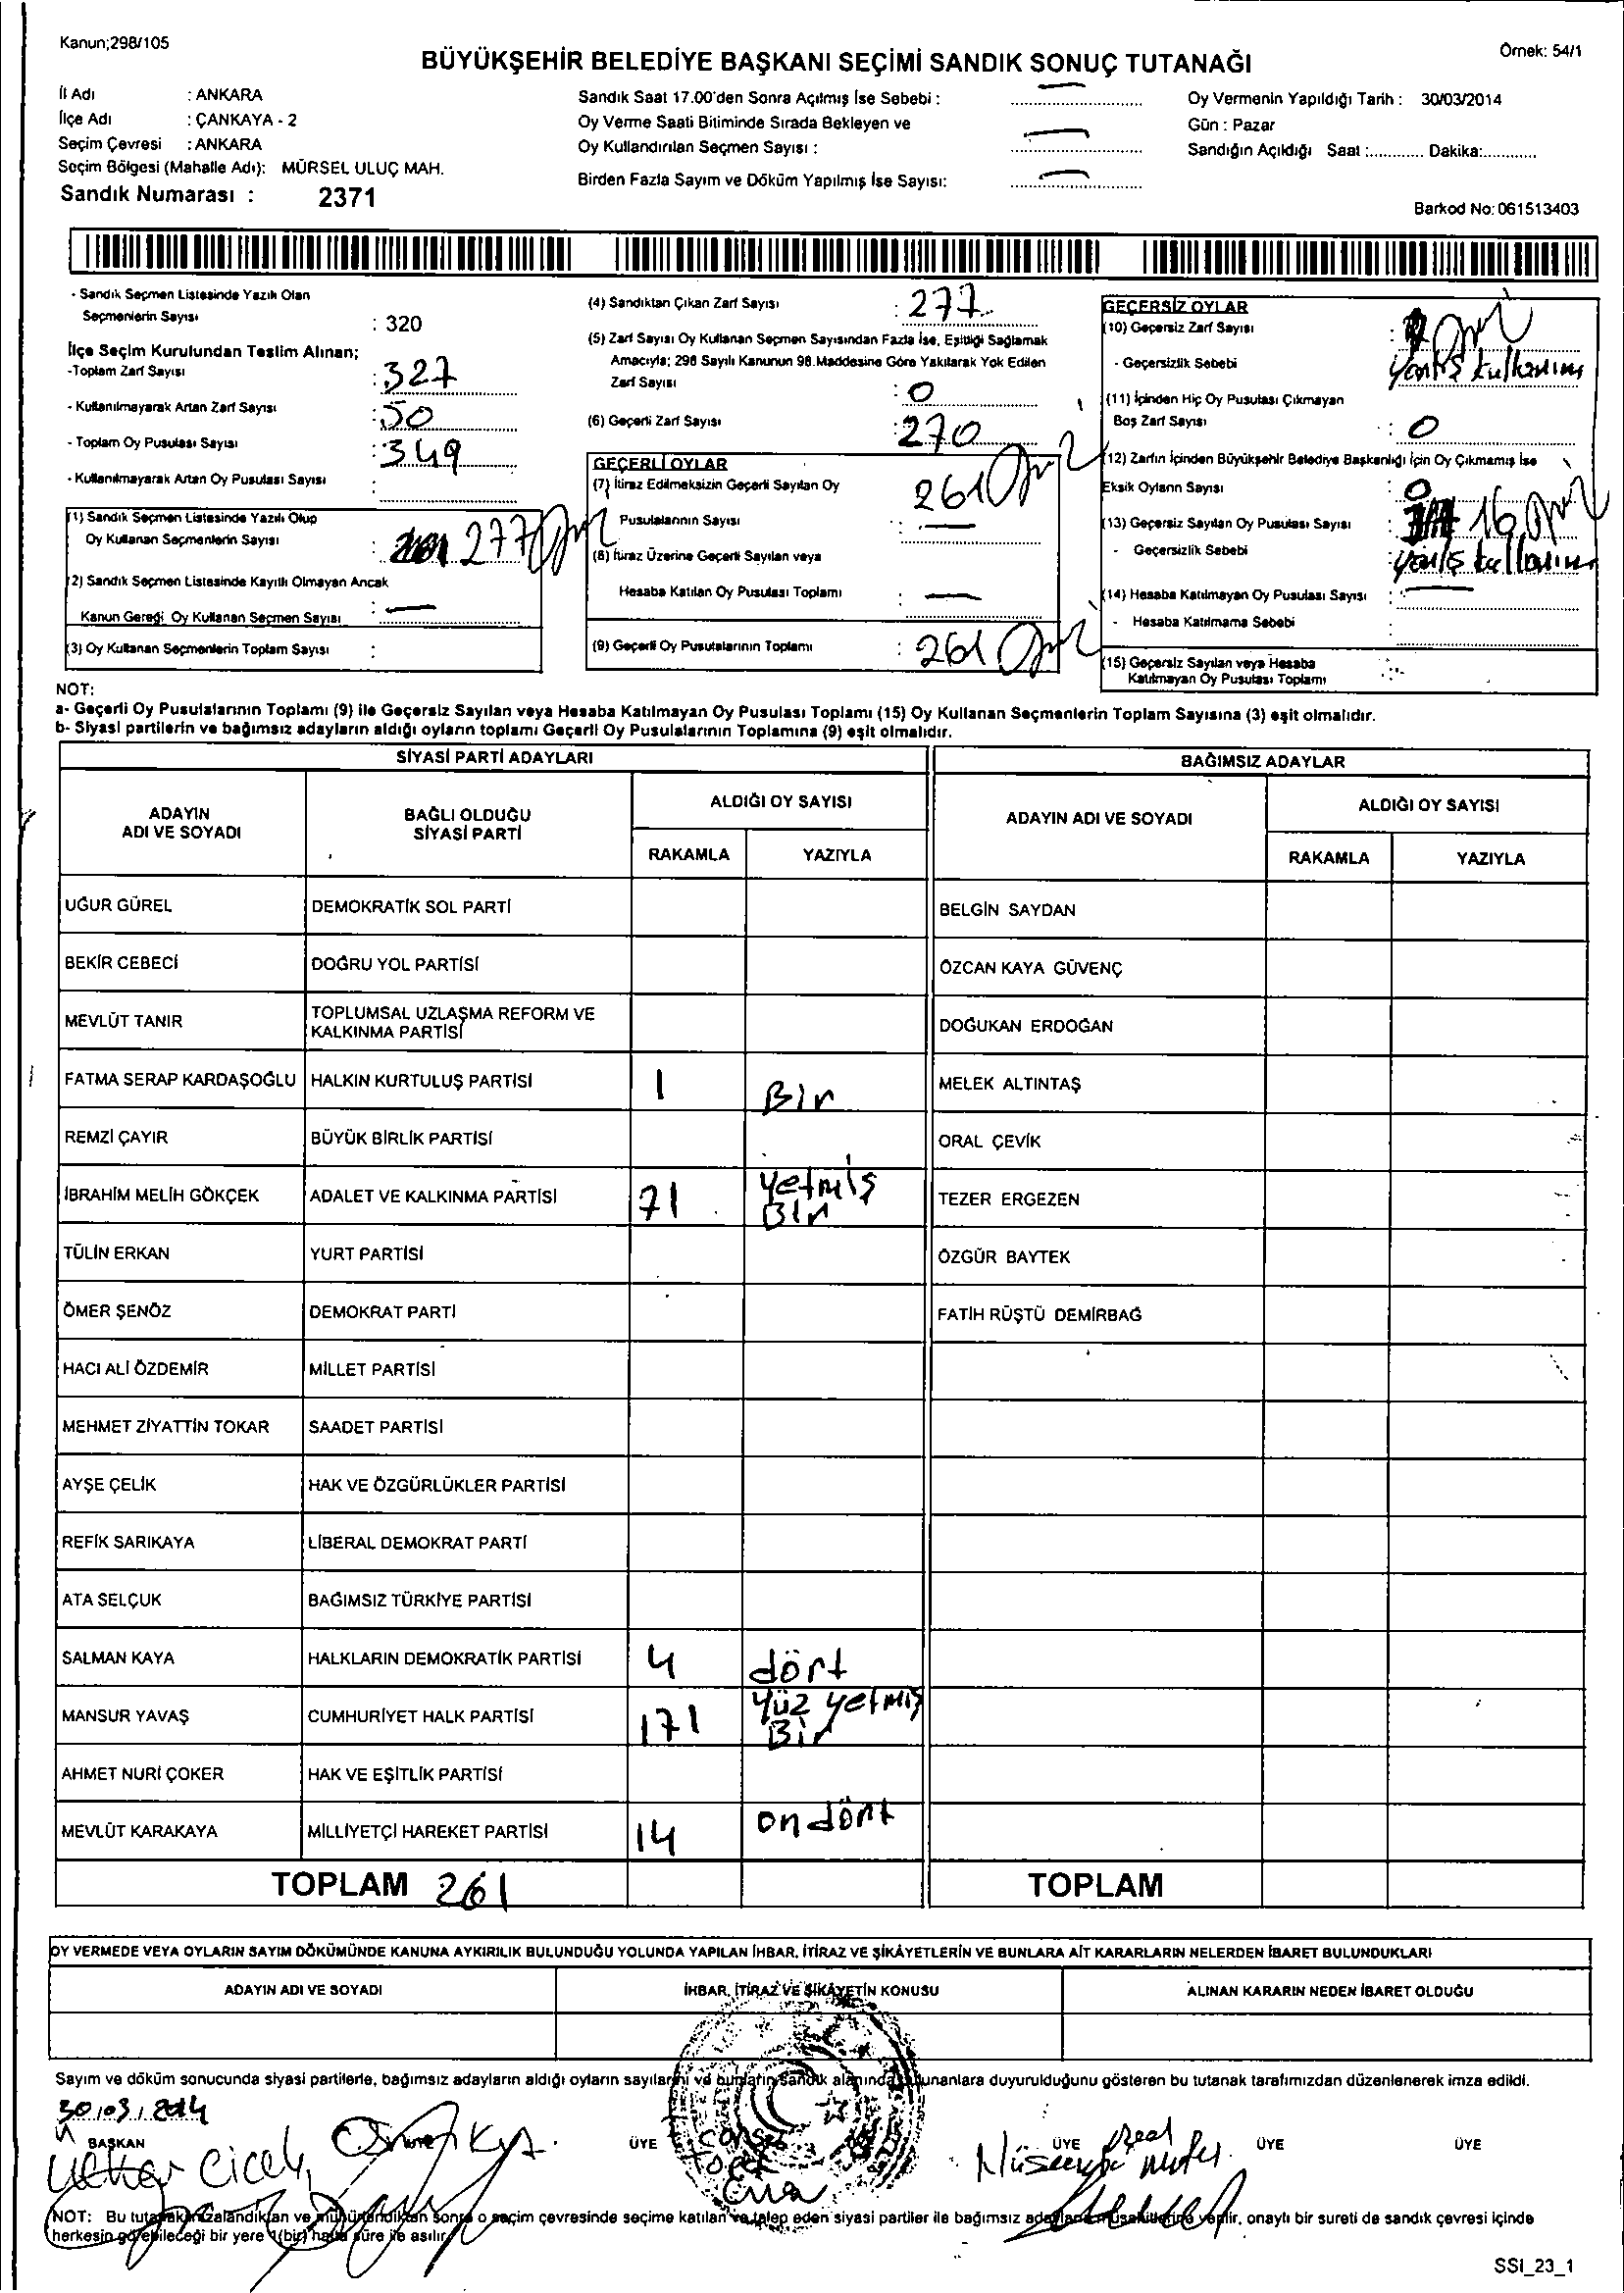 Kanun;298/105
Örnek: 54/1
BÜYÜKŞEHİR BELEDİYE BAŞKANI SEÇİMİ SANDIK SONUÇ TUTANAĞI
İl Adı : ANKARA
İlçe Adı : ÇANKAYA - 2
Seçim Çevresi : ANKARA
Seçim Bölgesi (Mahalle Adı): MÜRSEL ULUÇ MAH.
Sandık Numarası : 2371
Sandık Saat 17.00'den Sonra Açılmış İse Sebebi :
Oy Verme Saati Bitiminde Sırada Bekleyen ve
Oy Kullandırılan Seçmen Sayısı :
Birden Fazla Sayım ve Döküm Yapılmış İse Sayısı:
Oy Vermenin Yapıldığı Tarih : 30/03/2014
Gün : Pazar
Sandığın Açıldığı Saat :............ Dakika:............
Barkod No: 061513403
- Sandık Seçmen Listesinde Yazılı Olan
Seçmenlerin Sayısı : 320
İlçe Seçim Kurulundan Teslim Alınan;
-Toplam Zarf Sayısı : 327
- Kullanılmayarak Artan Zarf Sayısı : 50
- Toplam Oy Pusulası Sayısı : 349
- Kullanılmayarak Artan Oy Pusulası Sayısı :
(1) Sandık Seçmen Listesinde Yazılı Olup
Oy Kullanan Seçmenlerin Sayısı : 277
(2) Sandık Seçmen Listesinde Kayıtlı Olmayan Ancak
Kanun Gereği Oy Kullanan Seçmen Sayısı : —
(3) Oy Kullanan Seçmenlerin Toplam Sayısı :
(4) Sandıktan Çıkan Zarf Sayısı : 277
(5) Zarf Sayısı Oy Kullanan Seçmen Sayısından Fazla İse, Eşitliği Sağlamak
Amacıyla; 298 Sayılı Kanunun 98.Maddesine Göre Yakılarak Yok Edilen
Zarf Sayısı : 0
(6) Geçerli Zarf Sayısı : 270
GEÇERLİ OYLAR
(7) İtiraz Edilmeksizin Geçerli Sayılan Oy
Pusulalarının Sayısı : 261
(8) İtiraz Üzerine Geçerli Sayılan veya
Hesaba Katılan Oy Pusulası Toplamı : —
(9) Geçerli Oy Pusulalarının Toplamı : 261
GEÇERSİZ OYLAR
(10) Geçersiz Zarf Sayısı :
- Geçersizlik Sebebi yanlış kullanım
(11) İçinden Hiç Oy Pusulası Çıkmayan
Boş Zarf Sayısı : 0
(12) Zarfın İçinden Büyükşehir Belediye Başkanlığı İçin Oy Çıkmamış İse
Eksik Oyların Sayısı : 0
(13) Geçersiz Sayılan Oy Pusulası Sayısı : 16
- Geçersizlik Sebebi yanlış kullanım
(14) Hesaba Katılmayan Oy Pusulası Sayısı : —
- Hesaba Katılmama Sebebi :
(15) Geçersiz Sayılan veya Hesaba
Katılmayan Oy Pusulası Toplamı :
NOT:
a- Geçerli Oy Pusulalarının Toplamı (9) ile Geçersiz Sayılan veya Hesaba Katılmayan Oy Pusulası Toplamı (15) Oy Kullanan Seçmenlerin Toplam Sayısına (3) eşit olmalıdır.
b- Siyasi partilerin ve bağımsız adayların aldığı oyların toplamı Geçerli Oy Pusulalarının Toplamına (9) eşit olmalıdır.
SİYASİ PARTİ ADAYLARI
BAĞIMSIZ ADAYLAR
ADAYIN ADI VE SOYADI
BAĞLI OLDUĞU SİYASİ PARTİ
ALDIĞI OY SAYISI
RAKAMLA YAZIYLA
ADAYIN ADI VE SOYADI
ALDIĞI OY SAYISI
RAKAMLA YAZIYLA
UĞUR GÜREL DEMOKRATİK SOL PARTİ BELGİN SAYDAN
BEKİR CEBECİ DOĞRU YOL PARTİSİ ÖZCAN KAYA GÜVENÇ
MEVLÜT TANIR TOPLUMSAL UZLAŞMA REFORM VE KALKINMA PARTİSİ DOĞUKAN ERDOĞAN
FATMA SERAP KARDAŞOĞLU HALKIN KURTULUŞ PARTİSİ 1 Bir MELEK ALTINTAŞ
REMZİ ÇAYIR BÜYÜK BİRLİK PARTİSİ ORAL ÇEVİK
İBRAHİM MELİH GÖKÇEK ADALET VE KALKINMA PARTİSİ 71 yetmiş Bir TEZER ERGEZEN
TÜLİN ERKAN YURT PARTİSİ ÖZGÜR BAYTEK
ÖMER ŞENÖZ DEMOKRAT PARTİ FATİH RÜŞTÜ DEMİRBAĞ
HACI ALİ ÖZDEMİR MİLLET PARTİSİ
MEHMET ZİYATTİN TOKAR SAADET PARTİSİ
AYŞE ÇELİK HAK VE ÖZGÜRLÜKLER PARTİSİ
REFİK SARIKAYA LİBERAL DEMOKRAT PARTİ
ATA SELÇUK BAĞIMSIZ TÜRKİYE PARTİSİ
SALMAN KAYA HALKLARIN DEMOKRATİK PARTİSİ 4 dört
MANSUR YAVAŞ CUMHURİYET HALK PARTİSİ 171 yüz yetmiş Bir
AHMET NURİ ÇOKER HAK VE EŞİTLİK PARTİSİ
MEVLÜT KARAKAYA MİLLİYETÇİ HAREKET PARTİSİ 14 on dört
TOPLAM 261 TOPLAM
OY VERMEDE VEYA OYLARIN SAYIM DÖKÜMÜNDE KANUNA AYKIRILIK BULUNDUĞU YOLUNDA YAPILAN İHBAR, İTİRAZ VE ŞİKAYETLERİN VE BUNLARA AİT KARARLARIN NELERDEN İBARET BULUNDUKLARI
ADAYIN ADI VE SOYADI İHBAR, İTİRAZ VE ŞİKAYETİN KONUSU ALINAN KARARIN NEDEN İBARET OLDUĞU
Sayım ve döküm sonucunda siyasi partilerle, bağımsız adayların aldığı oyların sayılarını ve bunların sandık alanında bulunanlara duyurulduğunu gösteren bu tutanak tarafımızdan düzenlenerek imza edildi.
30/03/2014
BAŞKAN ÜYE ÜYE ÜYE ÜYE
NOT: Bu tutanak imzalandıktan ve mühürlendikten sonra o seçim çevresinde seçime katılan ve talep eden siyasi partiler ile bağımsız adayların müşahitlerine verilir, onaylı bir sureti de sandık çevresi içinde
herkesin görebileceği bir yere 1(bir) hafta süre ile asılır.
SSI_23_1